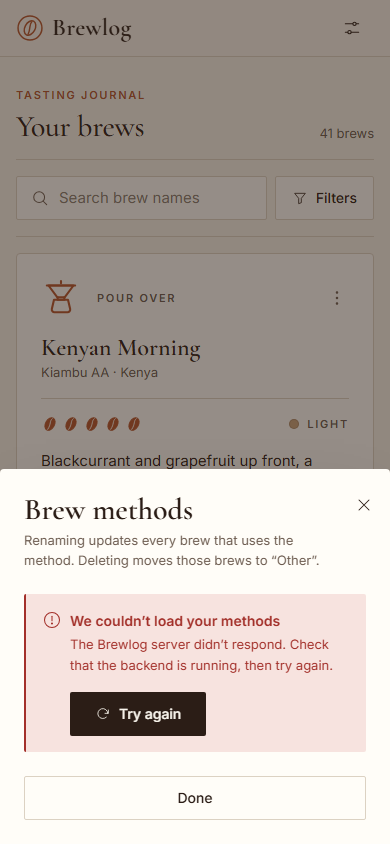 Brewlog
TASTING JOURNAL
Your brews
41 brews
Search brew names
Filters
POUR OVER
Kenyan Morning
Kiambu AA · Kenya
LIGHT
Blackcurrant and grapefruit up front, a
Brew methods
Renaming updates every brew that uses the
method. Deleting moves those brews to “Other”.
We couldn’t load your methods
The Brewlog server didn’t respond. Check
that the backend is running, then try again.
Try again
Done